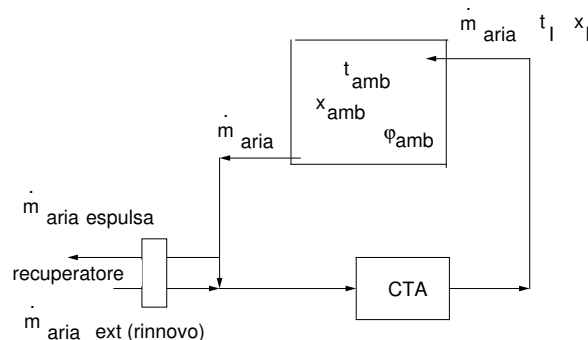 ṁ aria t I x I
t amb
x amb
φ amb
ṁ aria
ṁ aria espulsa
recuperatore
CTA
ṁ aria ext (rinnovo)